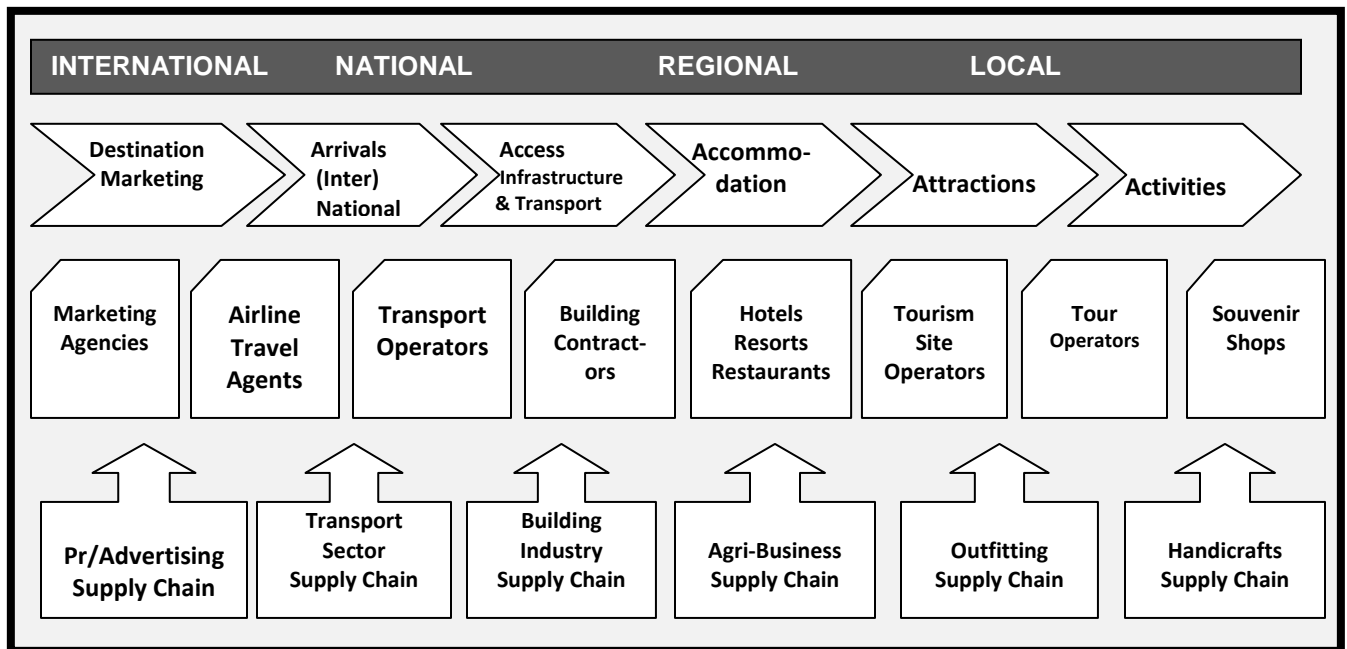 INTERNATIONAL NATIONAL REGIONAL LOCAL
Destination
Marketing
Arrivals
(Inter)
National
Access
Infrastructure
& Transport
Accommo-
dation
Attractions
Activities
Marketing
Agencies
Airline
Travel
Agents
Transport
Operators
Building
Contract-
ors
Hotels
Resorts
Restaurants
Tourism
Site
Operators
Tour
Operators
Souvenir
Shops
Pr/Advertising
Supply Chain
Transport
Sector
Supply Chain
Building
Industry
Supply Chain
Agri-Business
Supply Chain
Outfitting
Supply Chain
Handicrafts
Supply Chain